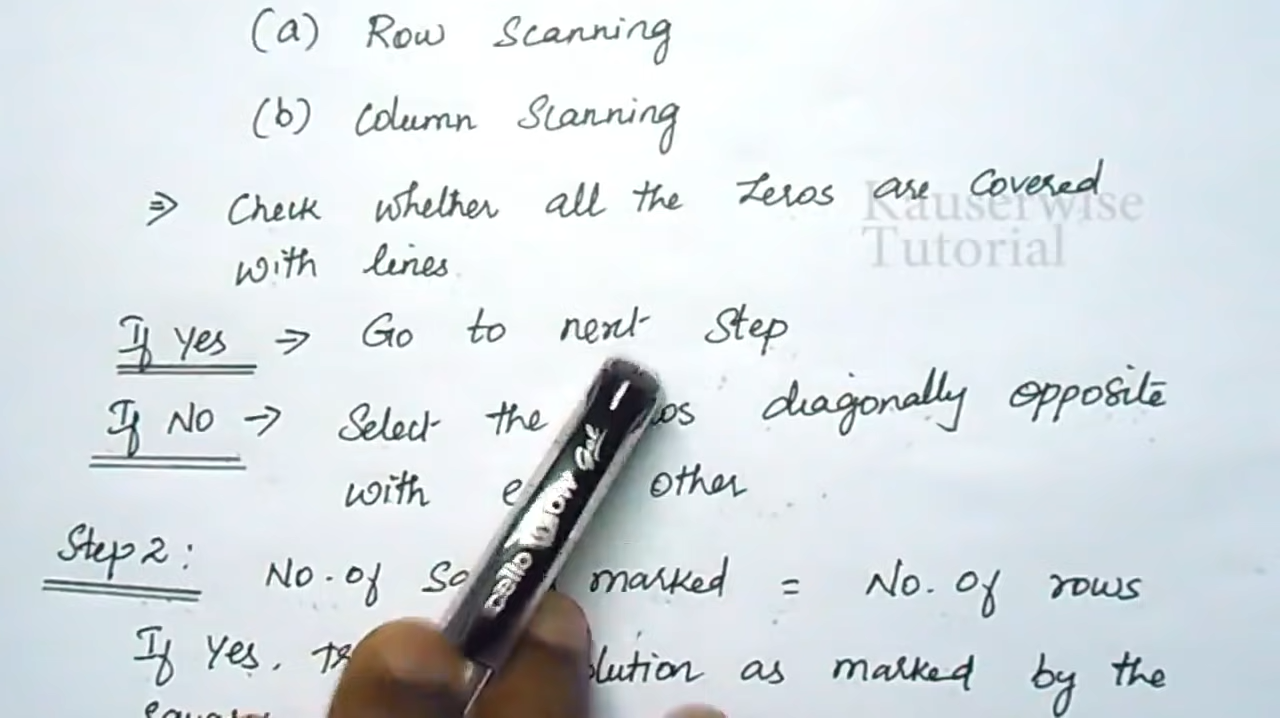 (a) Row Scanning
(b) Column Scanning
⇒ Check whether all the Zeros are Covered
with lines
Kauserwise
Tutorial
If Yes ⇒ Go to next Step
If No → Select the diagonally opposite
with other
Step 2: No. of marked = No. of rows
If Yes, as marked by the
cello